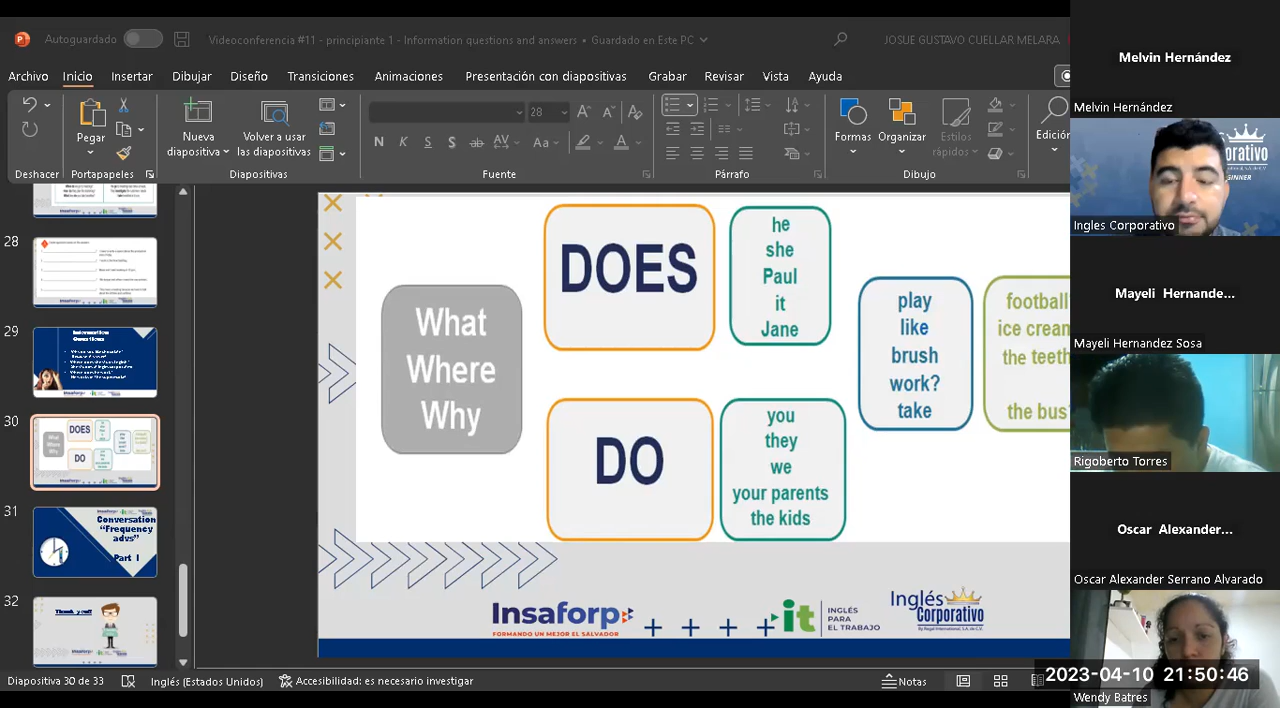 Autoguardado
Videoconferencia #11 - principiante 1 - Information questions and answers • Guardado en Este PC
JOSUE GUSTAVO CUELLAR MELARA
Archivo Inicio Insertar Dibujar Diseño Transiciones Animaciones Presentación con diapositivas Grabar Revisar Vista Ayuda
Pegar
Nueva diapositiva
Volver a usar las diapositivas
28
Formas
Organizar
Estilos rápidos
Edición
Deshacer Portapapeles Diapositivas Fuente Párrafo Dibujo
28
29
Information
Questions
30
DOES
DO
31
Conversation
"Frequency
advs"
Part 1
32
What
Where
Why
DOES
he
she
Paul
it
Jane
DO
you
they
we
your parents
the kids
play
like
brush
work?
take
football
ice cream
the teeth
the bus
Insaforp
FORMANDO UN MEJOR EL SALVADOR
it
INGLÉS
PARA
EL TRABAJO
Inglés
Corporativo
Diapositiva 30 de 33
Inglés (Estados Unidos)
Accesibilidad: es necesario investigar
Notas
Melvin Hernández
Melvin Hernández
orativo
Ingles Corporativo
Mayeli Hernande...
Mayeli Hernandez Sosa
Rigoberto Torres
Oscar Alexander...
Oscar Alexander Serrano Alvarado
2023-04-10 21:50:46
Wendy Batres